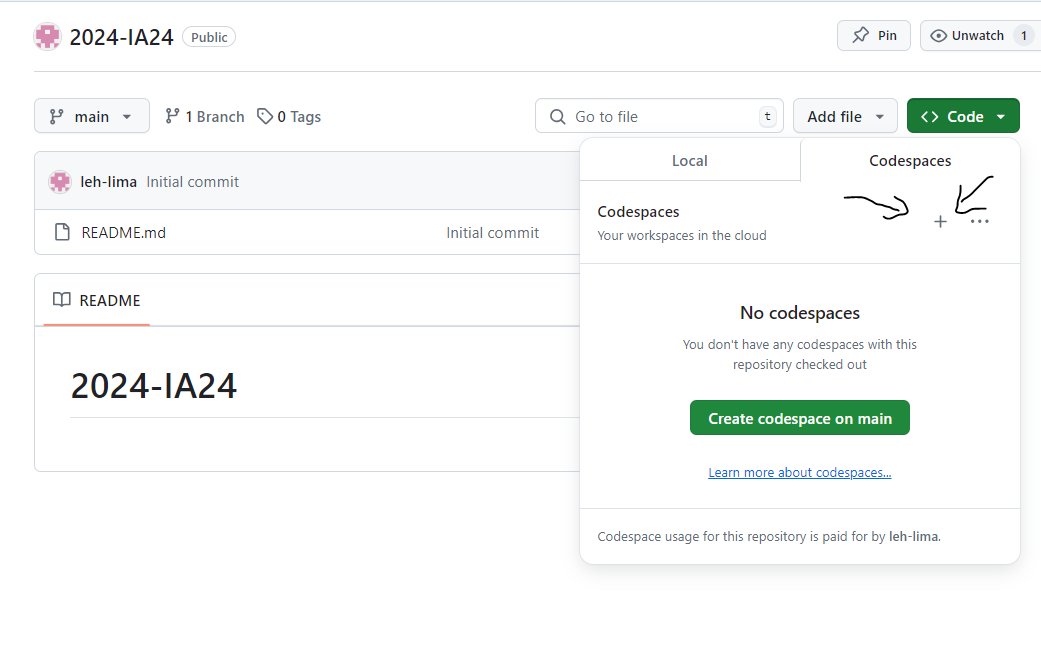 2024-IA24 Public Pin Unwatch 1
main 1 Branch 0 Tags Go to file t Add file <> Code
Local Codespaces
leh-lima Initial commit
Codespaces
Your workspaces in the cloud
README.md Initial commit
README
No codespaces
You don't have any codespaces with this
repository checked out
2024-IA24
Create codespace on main
Learn more about codespaces...
Codespace usage for this repository is paid for by leh-lima.